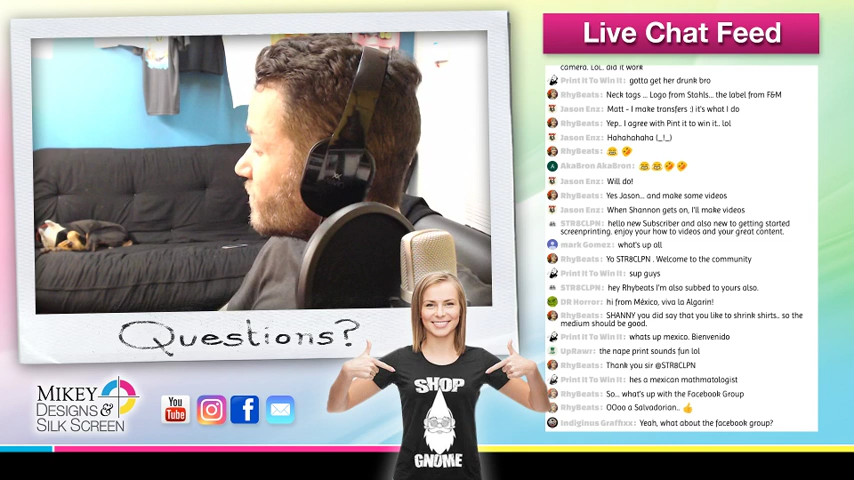 Live Chat Feed
camera. Lol.. did it work
Print It To Win It: gotta get her drunk bro
RhyBeats: Neck tags ... Logo from Stahls... the label from F&M
Jason Enz: Matt - I make transfers :) it's what I do
RhyBeats: Yep.. I agree with Pint it to win it.. lol
Jason Enz: Hahahahaha (_!_)
RhyBeats: 😂 🤣
AkaBron AkaBron: 😂 😂 🤣 🤣
Jason Enz: Will do!
RhyBeats: Yes Jason... and make some videos
Jason Enz: When Shannon gets on, I'll make videos
STR8CLPN: hello new Subscriber and also new to getting started
screenprinting. enjoy your how to videos and your great content.
mark Gomez: what's up all
RhyBeats: Yo STR8CLPN . Welcome to the community
Print It To Win It: sup guys
STR8CLPN: hey Rhybeats I'm also subbed to yours also.
DR Horror: hi from México, viva la Algarin!
RhyBeats: SHANNY you did say that you like to shrink shirts.. so the
medium should be good.
Print It To Win It: whats up mexico. Bienvenido
UpRawr: the nape print sounds fun lol
RhyBeats: Thank you sir @STR8CLPN
Print It To Win It: hes a mexican mathmatologist
RhyBeats: So... what's up with the Facebook Group
RhyBeats: OOoo a Salvadorian.. 👍
Indiginus Graffixx: Yeah, what about the facebook group?
Questions?
MIKEY
DESIGNS &
SILK SCREEN
You
Tube
SHOP
GNOME